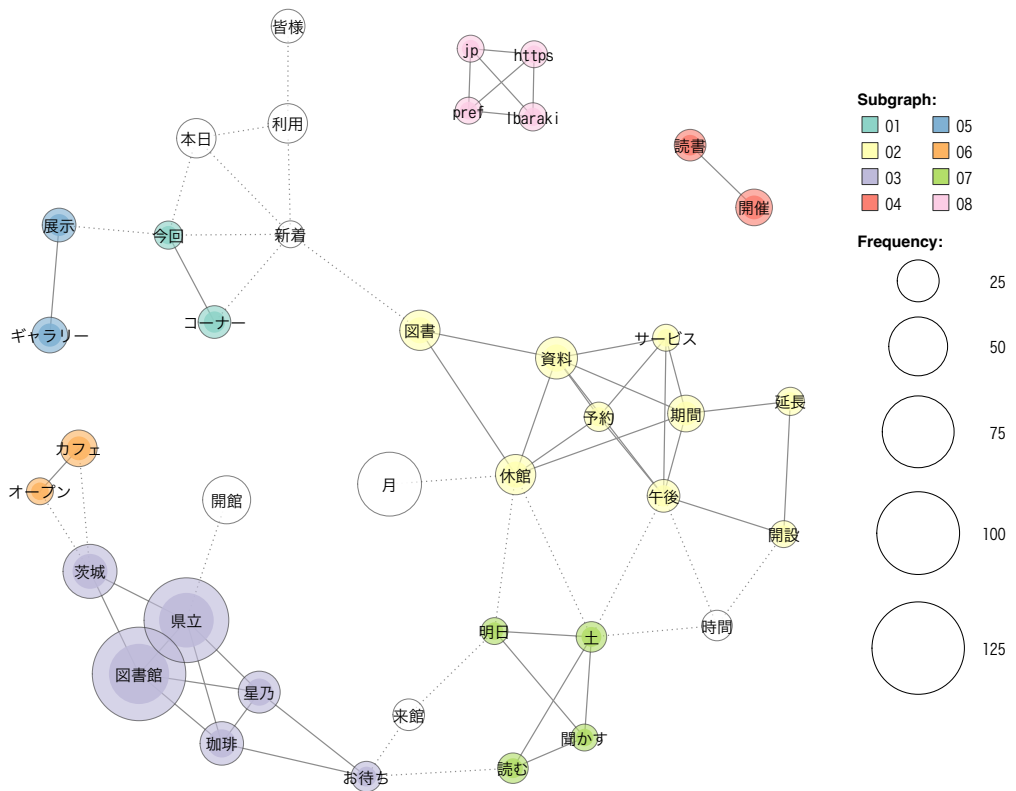 皆様
jp
https
pref
Ibaraki
利用
本日
読書
開催
展示
今回
新着
ギャラリー
コーナー
図書
資料
サービス
予約
期間
延長
カフェ
オープン
月
休館
午後
開館
開設
茨城
県立
明日
土
時間
図書館
星乃
来館
珈琲
聞かす
お待ち
読む
Subgraph:
01
02
03
04
05
06
07
08
Frequency:
25
50
75
100
125